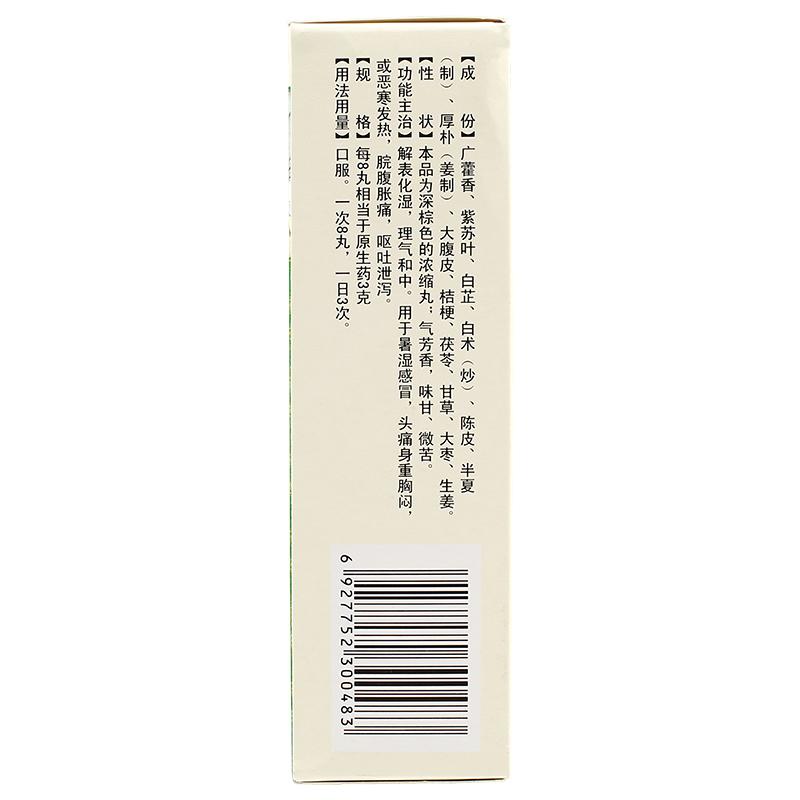 【成　份】广藿香、紫苏叶、白芷、白术（炒）、陈皮、半夏
（制）、厚朴（姜制）、大腹皮、桔梗、茯苓、甘草、大枣、生姜。
【性　状】本品为深棕色的浓缩丸；气芳香，味甘、微苦。
【功能主治】解表化湿，理气和中。用于暑湿感冒，头痛身重胸闷，
或恶寒发热，脘腹胀痛，呕吐泄泻。
【规　格】每8丸相当于原生药3克
【用法用量】口服。一次8丸，一日3次。
6927752300483